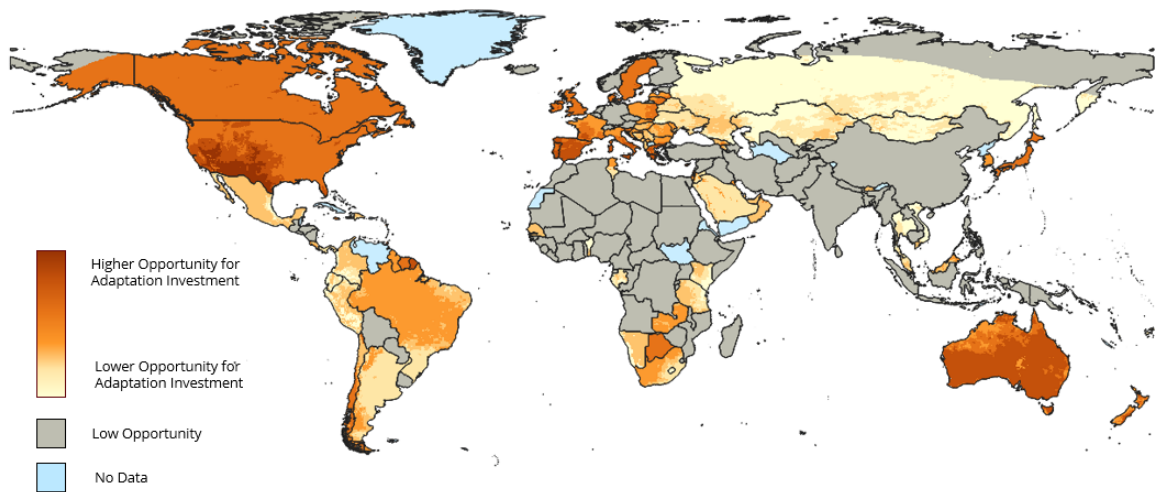 Higher Opportunity for
Adaptation Investment
Lower Opportunity for
Adaptation Investment
Low Opportunity
No Data